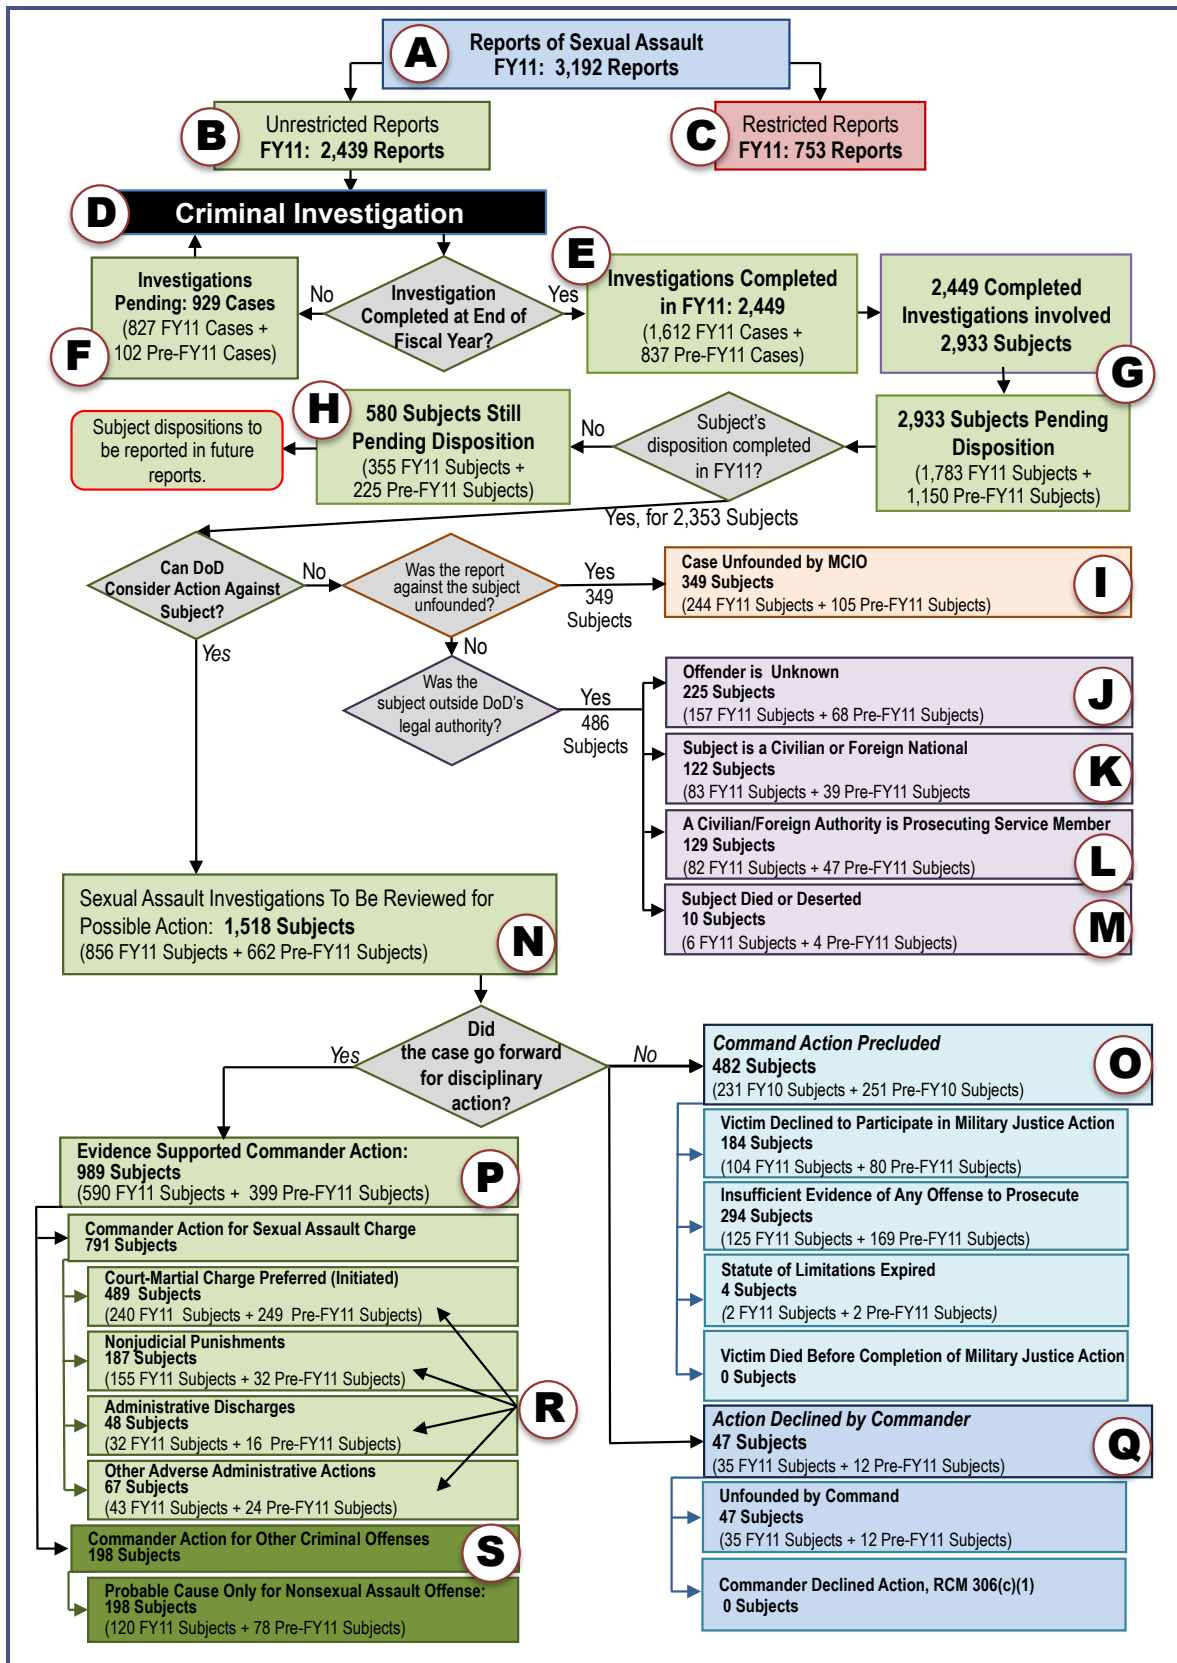 A
Reports of Sexual Assault
FY11: 3,192 Reports
B
Unrestricted Reports
FY11: 2,439 Reports
C
Restricted Reports
FY11: 753 Reports
D
Criminal Investigation
Investigations
Pending: 929 Cases
(827 FY11 Cases +
102 Pre-FY11 Cases)
F
No
Investigation
Completed at End of
Fiscal Year?
Yes
E
Investigations Completed
in FY11: 2,449
(1,612 FY11 Cases +
837 Pre-FY11 Cases)
2,449 Completed
Investigations involved
2,933 Subjects
G
2,933 Subjects Pending
Disposition
(1,783 FY11 Subjects +
1,150 Pre-FY11 Subjects)
Subject's
disposition completed
in FY11?
No
H
580 Subjects Still
Pending Disposition
(355 FY11 Subjects +
225 Pre-FY11 Subjects)
Subject dispositions to
be reported in future
reports.
Yes, for 2,353 Subjects
Can DoD
Consider Action Against
Subject?
No
Was the report
against the subject
unfounded?
Yes
349
Subjects
Case Unfounded by MCIO
349 Subjects
(244 FY11 Subjects + 105 Pre-FY11 Subjects)
I
Yes
No
Was the
subject outside DoD's
legal authority?
Yes
486
Subjects
Offender is Unknown
225 Subjects
(157 FY11 Subjects + 68 Pre-FY11 Subjects)
J
Subject is a Civilian or Foreign National
122 Subjects
(83 FY11 Subjects + 39 Pre-FY11 Subjects
K
A Civilian/Foreign Authority is Prosecuting Service Member
129 Subjects
(82 FY11 Subjects + 47 Pre-FY11 Subjects)
L
Subject Died or Deserted
10 Subjects
(6 FY11 Subjects + 4 Pre-FY11 Subjects)
M
Sexual Assault Investigations To Be Reviewed for
Possible Action: 1,518 Subjects
(856 FY11 Subjects + 662 Pre-FY11 Subjects)
N
Did
the case go forward
for disciplinary
action?
Yes
No
Command Action Precluded
482 Subjects
(231 FY10 Subjects + 251 Pre-FY10 Subjects)
O
Victim Declined to Participate in Military Justice Action
184 Subjects
(104 FY11 Subjects + 80 Pre-FY11 Subjects)
Insufficient Evidence of Any Offense to Prosecute
294 Subjects
(125 FY11 Subjects + 169 Pre-FY11 Subjects)
Statute of Limitations Expired
4 Subjects
(2 FY11 Subjects + 2 Pre-FY11 Subjects)
Victim Died Before Completion of Military Justice Action
0 Subjects
Action Declined by Commander
47 Subjects
(35 FY11 Subjects + 12 Pre-FY11 Subjects)
Q
Unfounded by Command
47 Subjects
(35 FY11 Subjects + 12 Pre-FY11 Subjects)
Commander Declined Action, RCM 306(c)(1)
0 Subjects
Evidence Supported Commander Action:
989 Subjects
(590 FY11 Subjects + 399 Pre-FY11 Subjects)
P
Commander Action for Sexual Assault Charge
791 Subjects
Court-Martial Charge Preferred (Initiated)
489 Subjects
(240 FY11 Subjects + 249 Pre-FY11 Subjects)
Nonjudicial Punishments
187 Subjects
(155 FY11 Subjects + 32 Pre-FY11 Subjects)
R
Administrative Discharges
48 Subjects
(32 FY11 Subjects + 16 Pre-FY11 Subjects)
Other Adverse Administrative Actions
67 Subjects
(43 FY11 Subjects + 24 Pre-FY11 Subjects)
Commander Action for Other Criminal Offenses
198 Subjects
S
Probable Cause Only for Nonsexual Assault Offense:
198 Subjects
(120 FY11 Subjects + 78 Pre-FY11 Subjects)